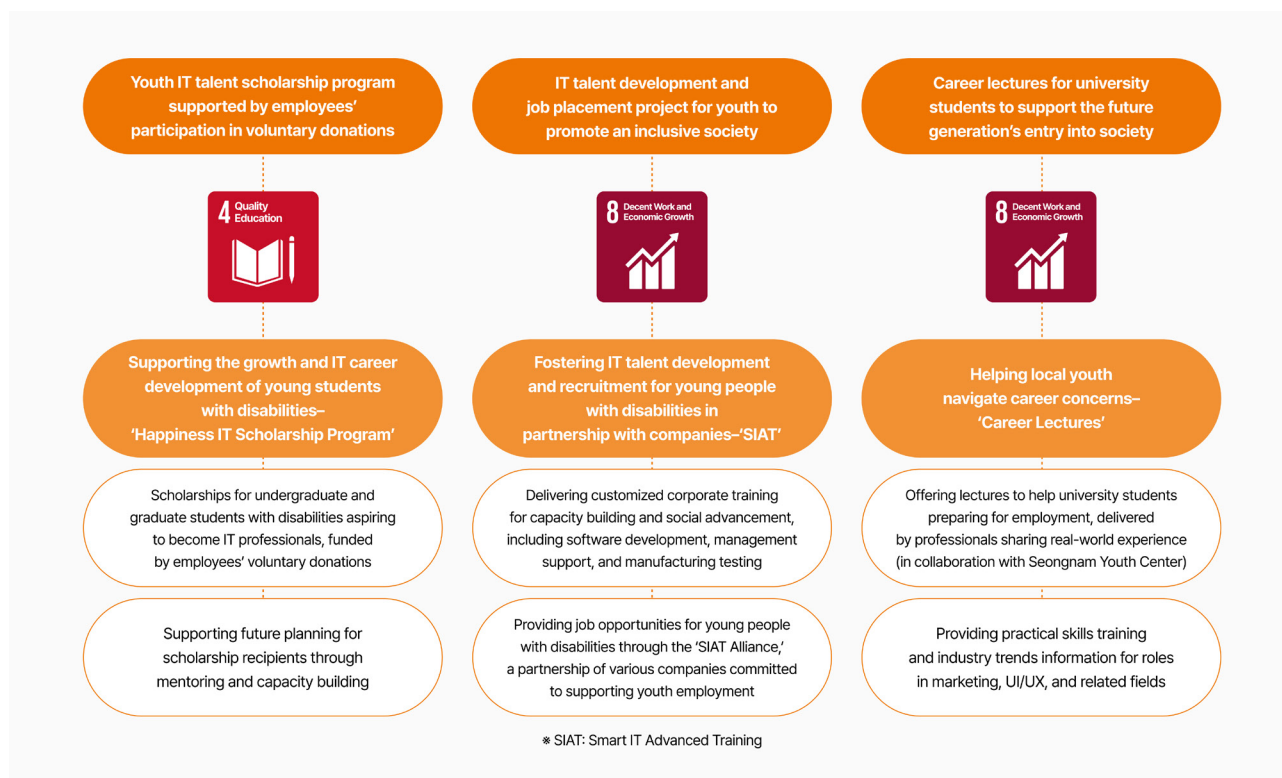 Youth IT talent scholarship program
supported by employees’
participation in voluntary donations
4 Quality
Education
Supporting the growth and IT career
development of young students
with disabilities–
‘Happiness IT Scholarship Program’
Scholarships for undergraduate and
graduate students with disabilities aspiring
to become IT professionals, funded
by employees’ voluntary donations
Supporting future planning for
scholarship recipients through
mentoring and capacity building
IT talent development and
job placement project for youth to
promote an inclusive society
8 Decent Work and
Economic Growth
Fostering IT talent development
and recruitment for young people
with disabilities in
partnership with companies–‘SIAT’
Delivering customized corporate training
for capacity building and social advancement,
including software development, management
support, and manufacturing testing
Providing job opportunities for young people
with disabilities through the ‘SIAT Alliance,’
a partnership of various companies committed
to supporting youth employment
Career lectures for university
students to support the future
generation’s entry into society
8 Decent Work and
Economic Growth
Helping local youth
navigate career concerns–
‘Career Lectures’
Offering lectures to help university students
preparing for employment, delivered
by professionals sharing real-world experience
(in collaboration with Seongnam Youth Center)
Providing practical skills training
and industry trends information for roles
in marketing, UI/UX, and related fields
※ SIAT: Smart IT Advanced Training